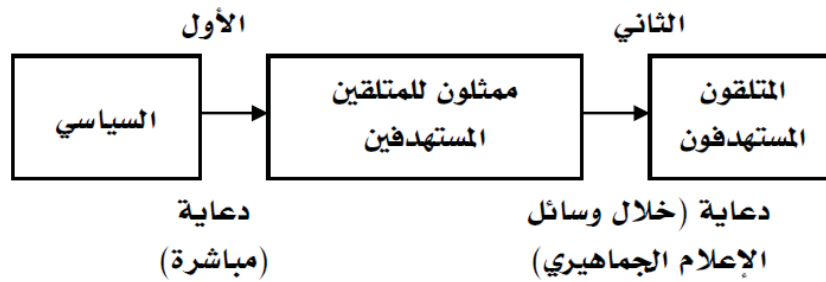 الأول
الثاني
السياسي
ممثلون للمتلقين
المستهدفين
المتلقون
المستهدفون
دعاية
(مباشرة)
دعاية (خلال وسائل
الإعلام الجماهيري)